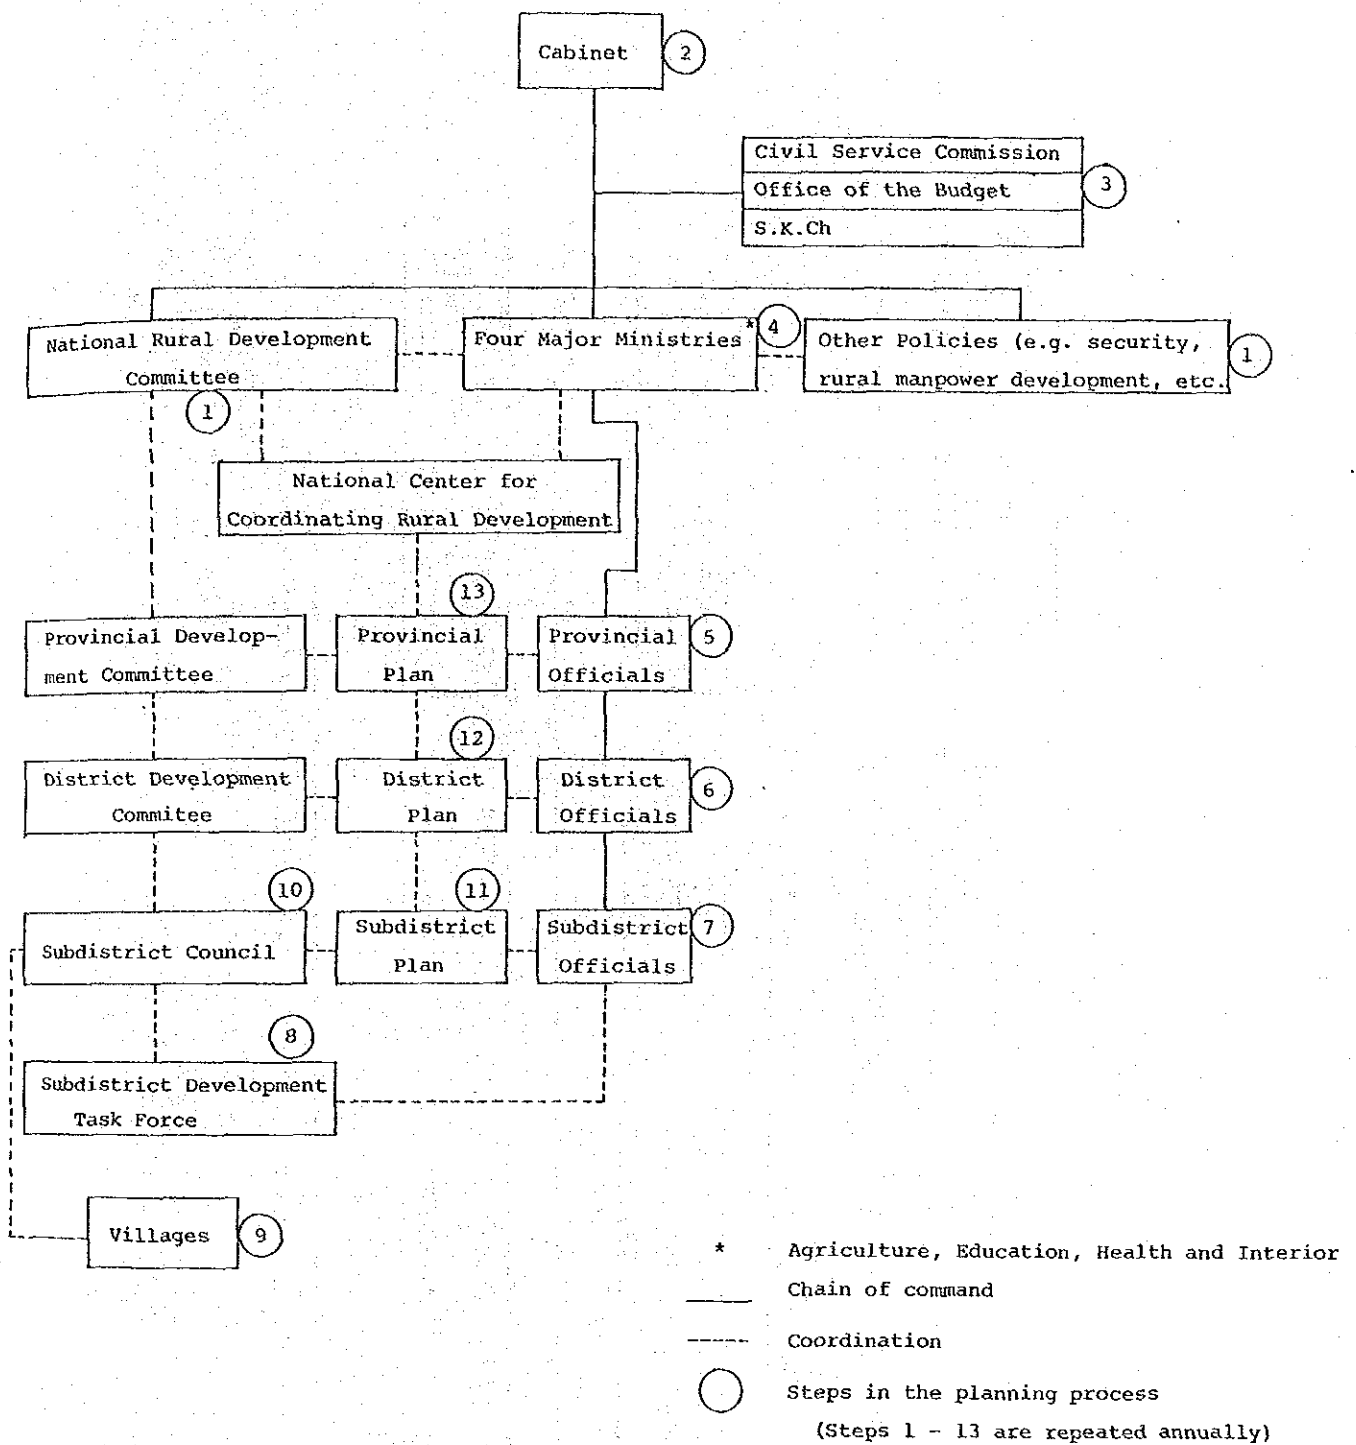 Cabinet
2
Civil Service Commission
Office of the Budget
3
S.K.Ch
National Rural Development
Committee
1
Four Major Ministries *
4
Other Policies (e.g. security,
rural manpower development, etc.
1
National Center for
Coordinating Rural Development
13
Provincial Develop-
ment Committee
Provincial
Plan
Provincial
Officials
5
12
District Development
Commitee
District
Plan
District
Officials
6
10
11
Subdistrict Council
Subdistrict
Plan
Subdistrict
Officials
7
8
Subdistrict Development
Task Force
Villages
9
* Agriculture, Education, Health and Interior
Chain of command
Coordination
Steps in the planning process
(Steps 1 - 13 are repeated annually)